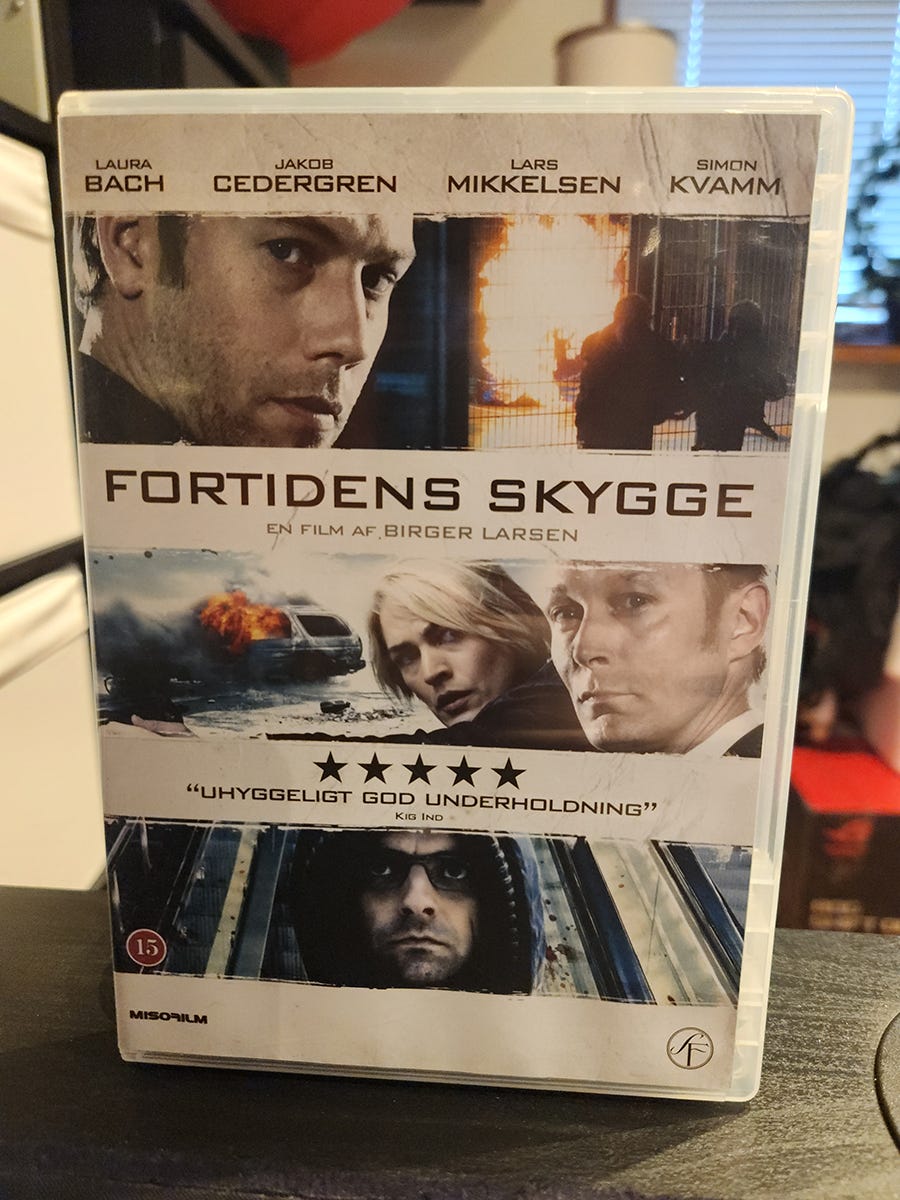 LAURA BACH
JAKOB CEDERGREN
LARS MIKKELSEN
SIMON KVAMM
FORTIDENS SKYGGE
EN FILM AF BIRGER LARSEN
★★★★★
“UHYGGELIGT GOD UNDERHOLDNING”
KIG IND
15
MISOFILM
SF